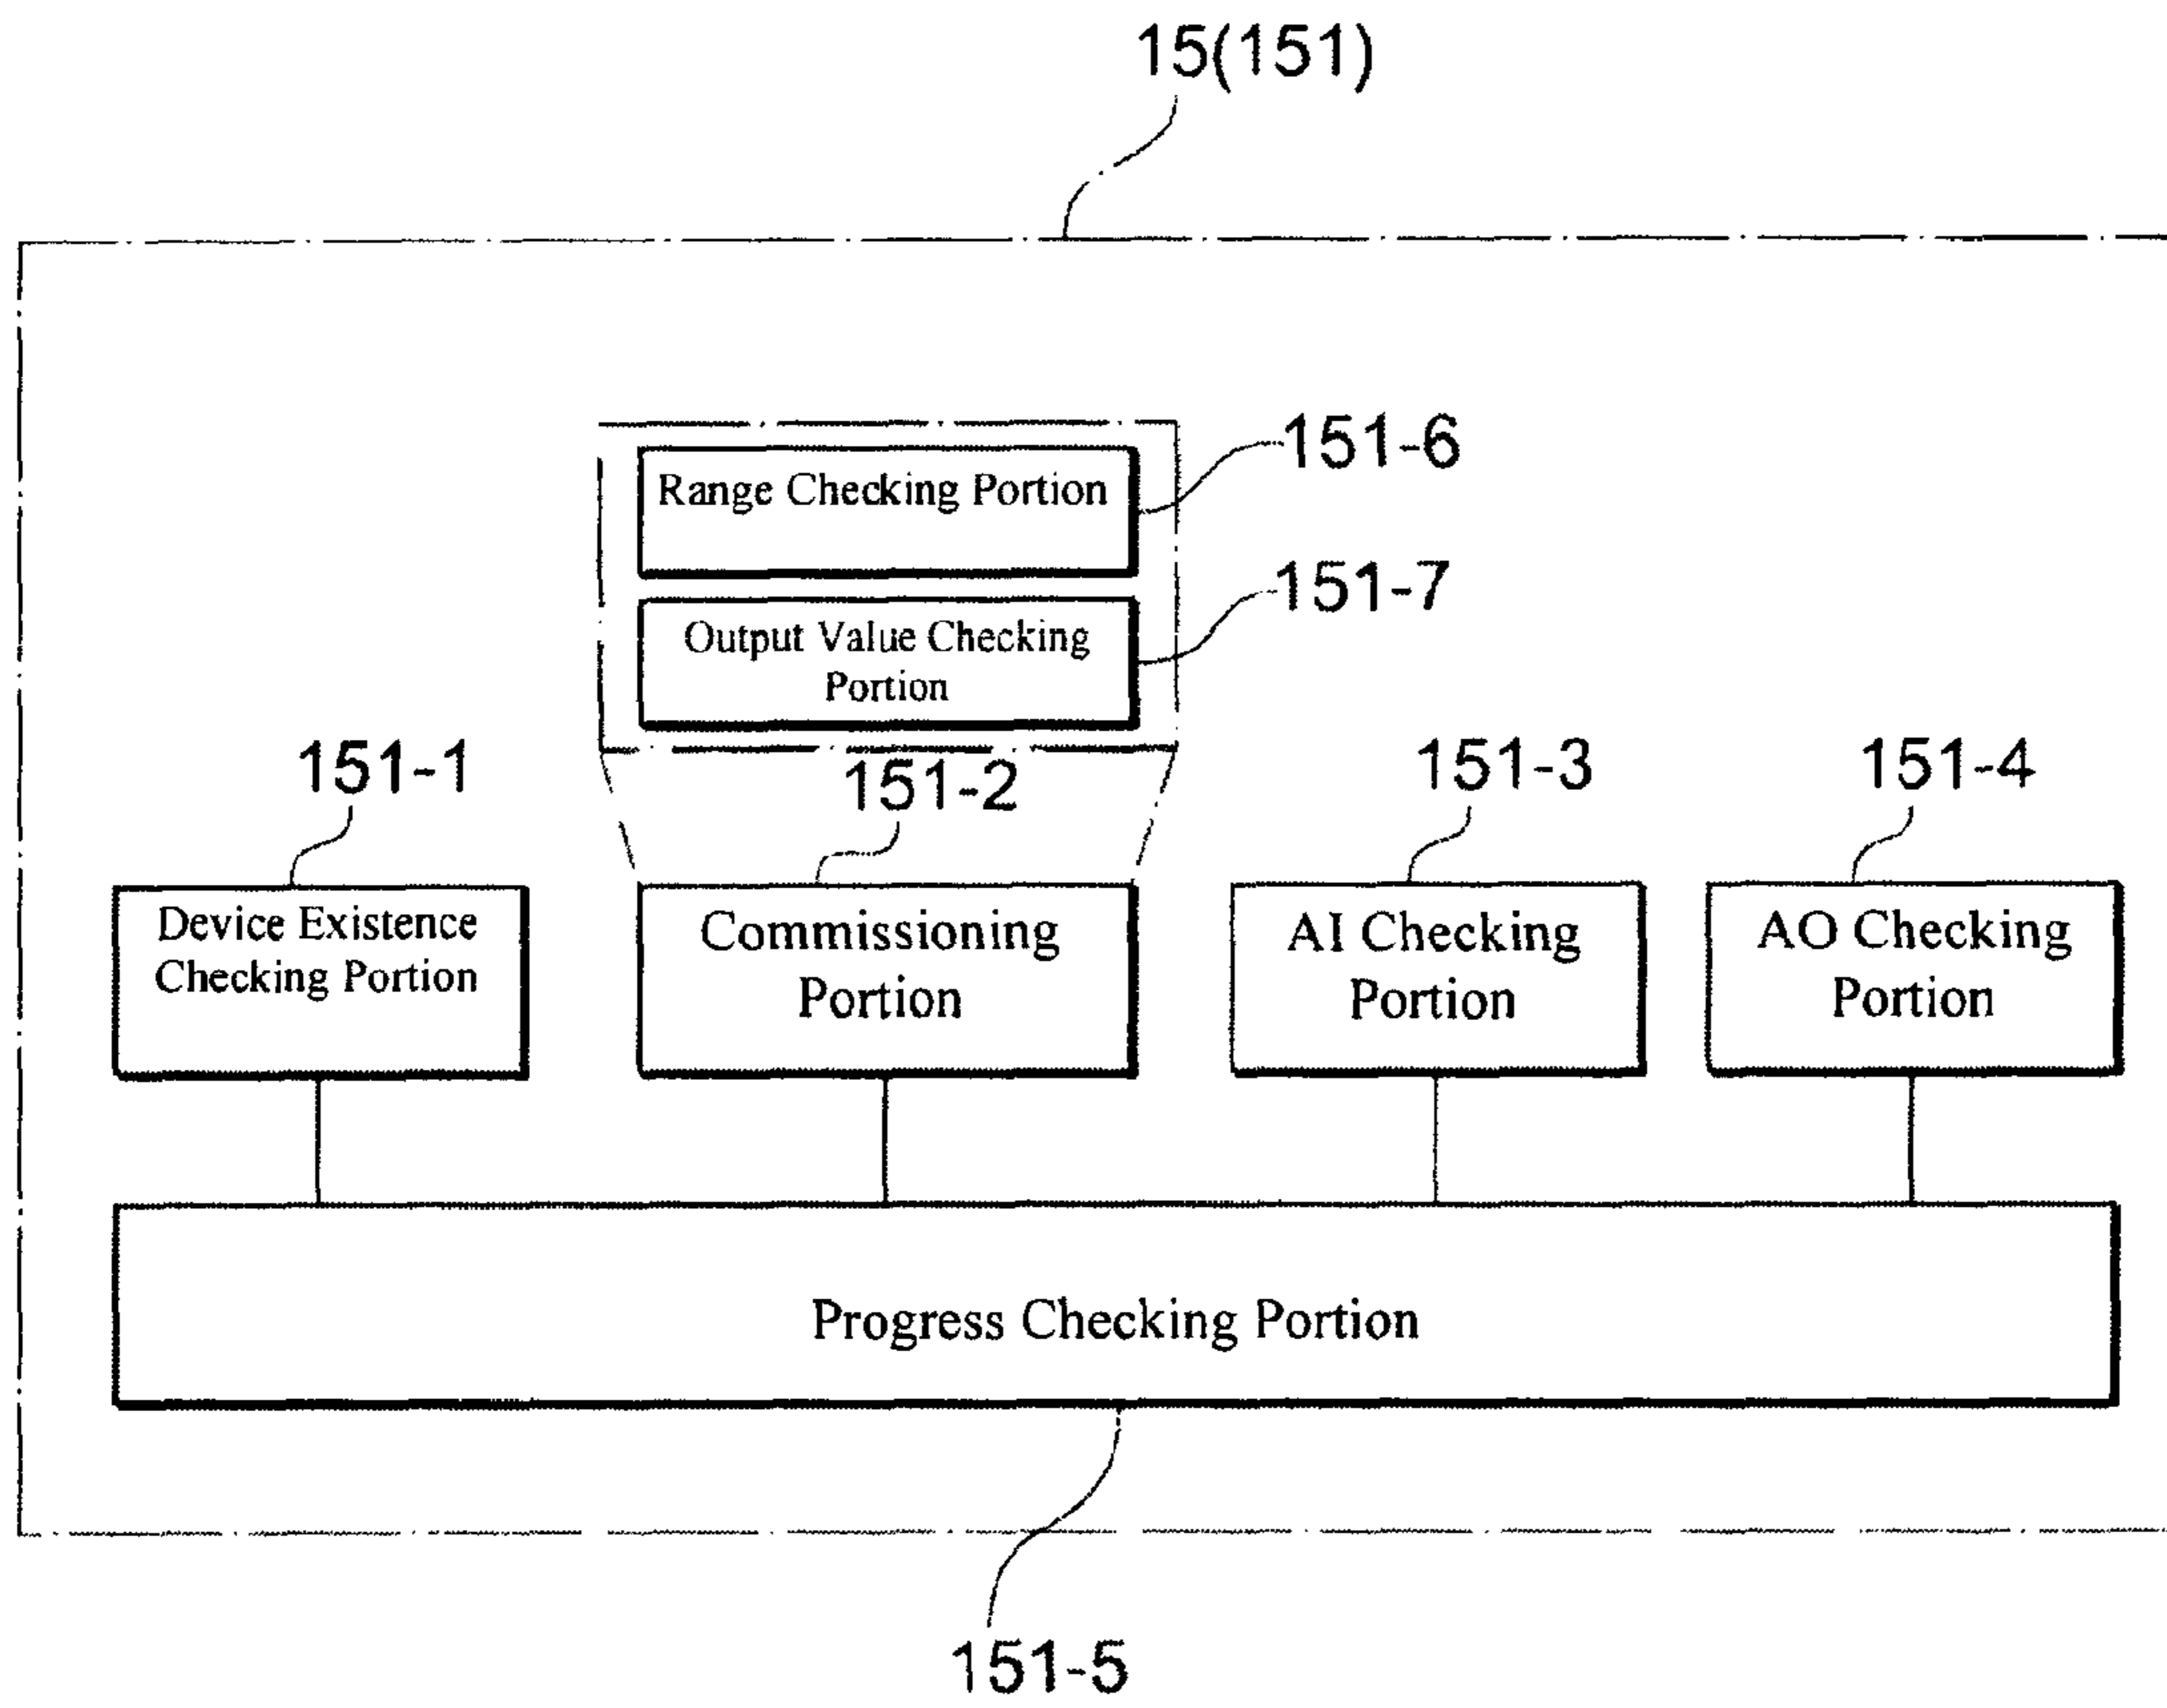 15(151)
Range Checking Portion
151-6
Output Value Checking
Portion
151-7
151-1
151-2
151-3
151-4
Device Existence
Checking Portion
Commissioning
Portion
AI Checking
Portion
AO Checking
Portion
Progress Checking Portion
151-5